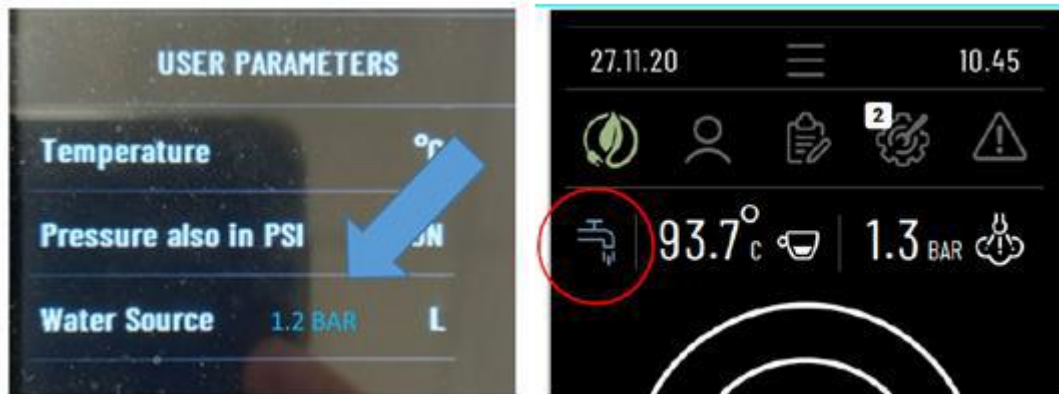 USER PARAMETERS
Temperature °C
Pressure also in PSI
Water Source 1.2 BAR L
27.11.20 10.45
2
93.7° C 1.3 BAR